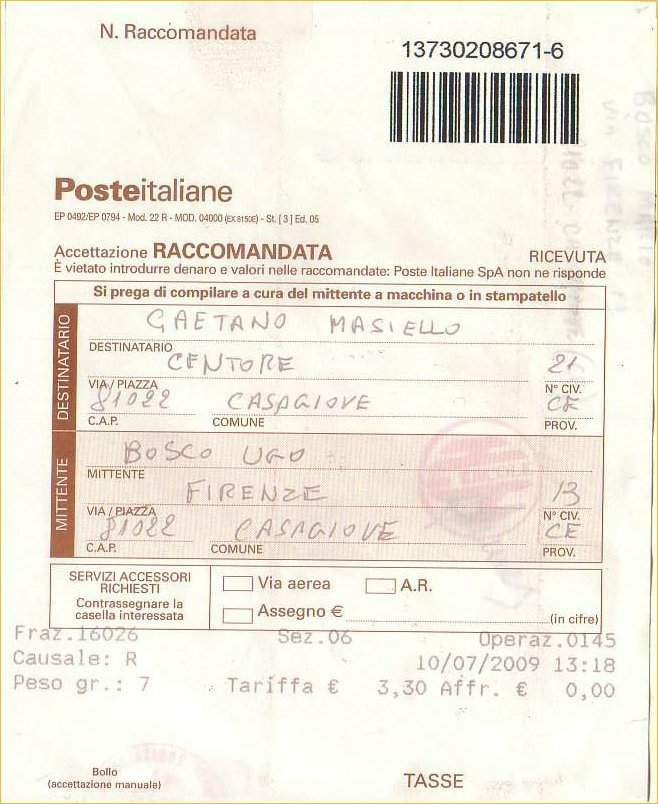 N. Raccomandata
13730208671-6
Posteitaliane
EP 0492/EP 0794 - Mod. 22 R - MOD. 04000 (EX 8150E) - St. [ 3 ] Ed. 05
Accettazione RACCOMANDATA RICEVUTA
È vietato introdurre denaro e valori nelle raccomandate: Poste Italiane SpA non ne risponde
Si prega di compilare a cura del mittente a macchina o in stampatello
DESTINATARIO
GAETANO MASIELLO
DESTINATARIO
CENTORE 21
VIA / PIAZZA N° CIV.
81022 CASAGIOVE CE
C.A.P. COMUNE PROV.
MITTENTE
BOSCO UGO
MITTENTE
FIRENZE 13
VIA / PIAZZA N° CIV.
81022 CASAGIOVE CE
C.A.P. COMUNE PROV.
SERVIZI ACCESSORI
RICHIESTI
Contrassegnare la
casella interessata
Via aerea A.R.
Assegno € (in cifre)
Fraz.16026 Sez.06 Operaz.0145
Causale: R 10/07/2009 13:18
Peso gr.: 7 Tariffa € 3,30 Affr. € 0,00
Bollo
(accettazione manuale)
TASSE